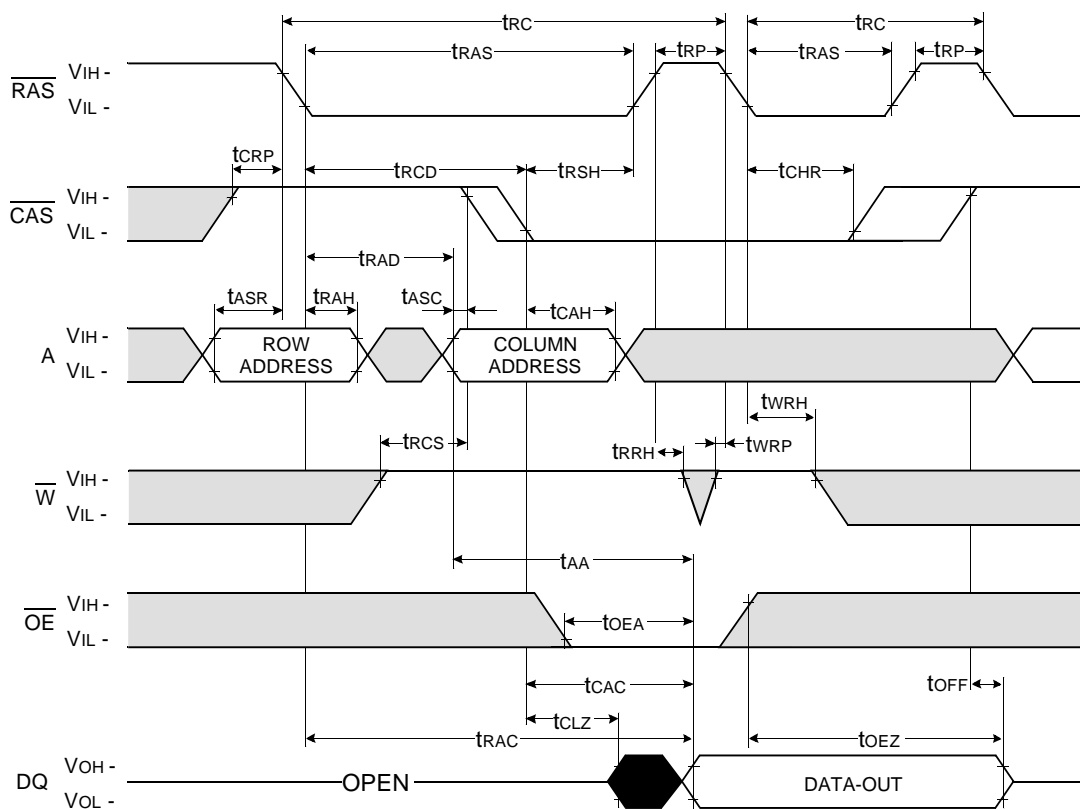 tRC tRC
tRAS tRP tRAS tRP
RAS VIH -
VIL -
tCRP tRCD tRSH tCHR
CAS VIH -
VIL -
tRAD
tASR tRAH tASC tCAH
A VIH -
VIL -
ROW
ADDRESS
COLUMN
ADDRESS
tWRH
tRCS tRRH tWRP
W VIH -
VIL -
tAA
OE VIH -
VIL -
tOEA
tCAC tOFF
tCLZ
tRAC tOEZ
DQ VOH -
VOL -
OPEN DATA-OUT